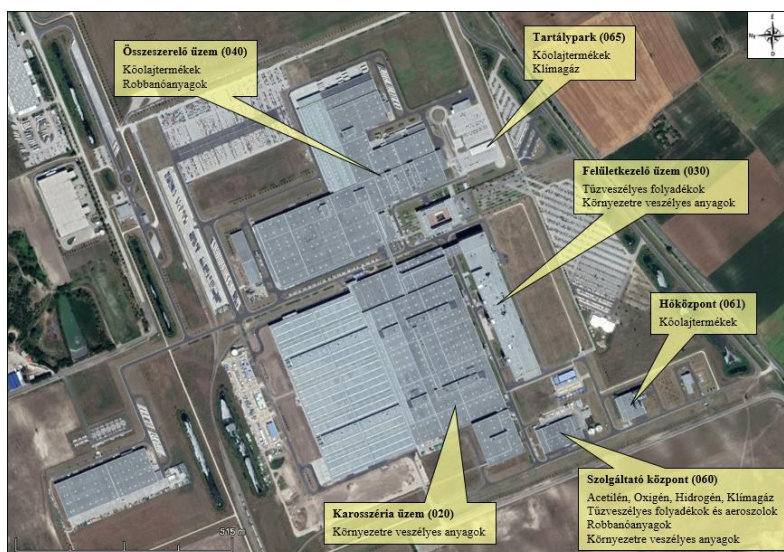 Összeszerelő üzem (040)
Kőolajtermékek
Robbanóanyagok
Tartálypark (065)
Kőolajtermékek
Klímagáz
Felületkezelő üzem (030)
Tűzveszélyes folyadékok
Környezetre veszélyes anyagok
Hőközpont (061)
Kőolajtermékek
Karosszéria üzem (020)
Környezetre veszélyes anyagok
Szolgáltató központ (060)
Acetilén, Oxigén, Hidrogén, Klímagáz
Tűzveszélyes folyadékok és aeroszolok
Robbanóanyagok
Környezetre veszélyes anyagok
515 m
É
Ny
K
D